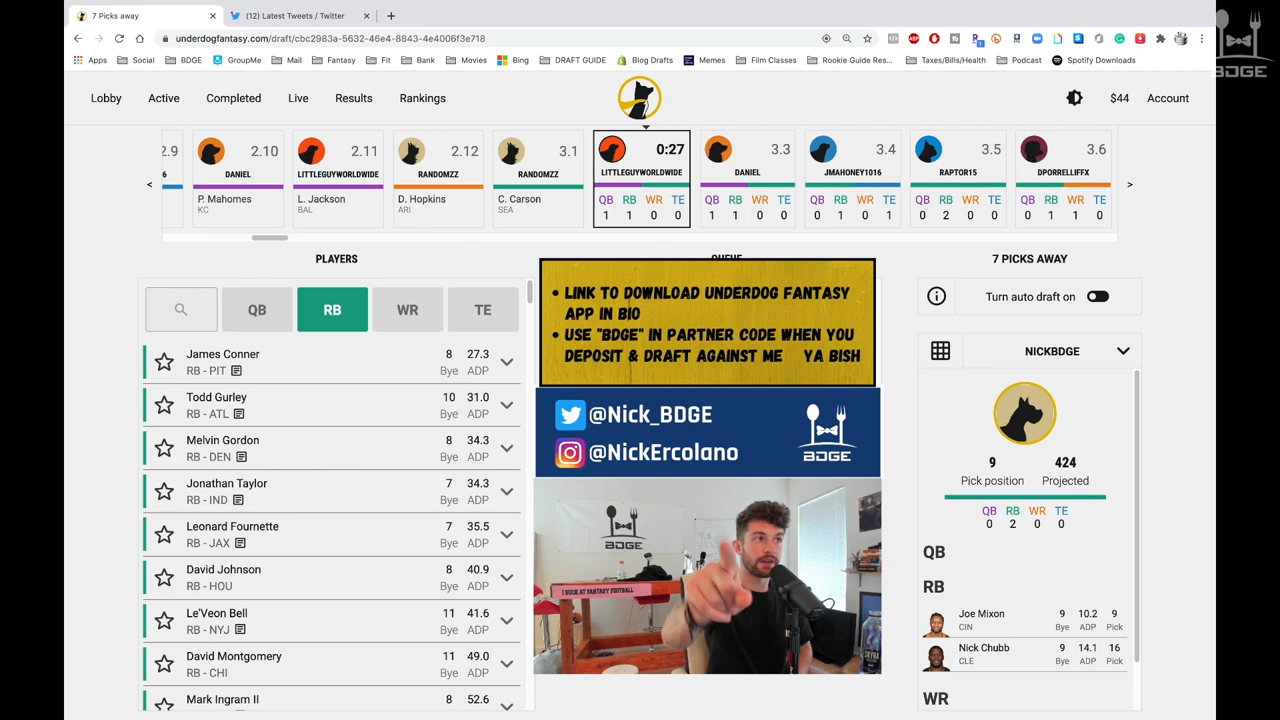 7 Picks away
(12) Latest Tweets / Twitter
underdogfantasy.com/draft/cbc2983a-5632-46e4-8843-4e4006f3e718
Apps Social BDGE GroupMe Mail Fantasy Fit Bank Movies Bing DRAFT GUIDE Blog Drafts Memes Film Classes Rookie Guide Res... Taxes/Bills/Health Podcast Spotify Downloads
BDGE
Lobby Active Completed Live Results Rankings $44 Account
2.9 2.10 2.11 2.12 3.1 0:27 3.3 3.4 3.5 3.6
6 DANIEL LITTLEGUYWORLDWIDE RANDOMZZ RANDOMZZ LITTLEGUYWORLDWIDE DANIEL JMAHONEY1016 RAPTOR15 DPORRELLIFFX
P. Mahomes L. Jackson D. Hopkins C. Carson QB RB WR TE QB RB WR TE QB RB WR TE QB RB WR TE QB RB WR TE
KC BAL ARI SEA 1 1 0 0 1 1 0 0 0 1 0 1 0 2 0 0 0 1 1 0
< >
PLAYERS QUEUE 7 PICKS AWAY
QB RB WR TE
James Conner 8 27.3
RB - PIT Bye ADP
Todd Gurley 10 31.0
RB - ATL Bye ADP
Melvin Gordon 8 34.3
RB - DEN Bye ADP
Jonathan Taylor 7 34.3
RB - IND Bye ADP
Leonard Fournette 7 35.5
RB - JAX Bye ADP
David Johnson 8 40.9
RB - HOU Bye ADP
Le'Veon Bell 11 41.6
RB - NYJ Bye ADP
David Montgomery 11 49.0
RB - CHI Bye ADP
Mark Ingram II 8 52.6
• LINK TO DOWNLOAD UNDERDOG FANTASY
APP IN BIO
• USE "BDGE" IN PARTNER CODE WHEN YOU
DEPOSIT & DRAFT AGAINST ME YA BISH
@Nick_BDGE
@NickErcolano
BDGE
BDGE
I SUCK AT FANTASY FOOTBALL
SKYRIM
Turn auto draft on
NICKBDGE
9 424
Pick position Projected
QB RB WR TE
0 2 0 0
QB
RB
Joe Mixon 9 10.2 9
CIN Bye ADP Pick
Nick Chubb 9 14.1 16
CLE Bye ADP Pick
WR